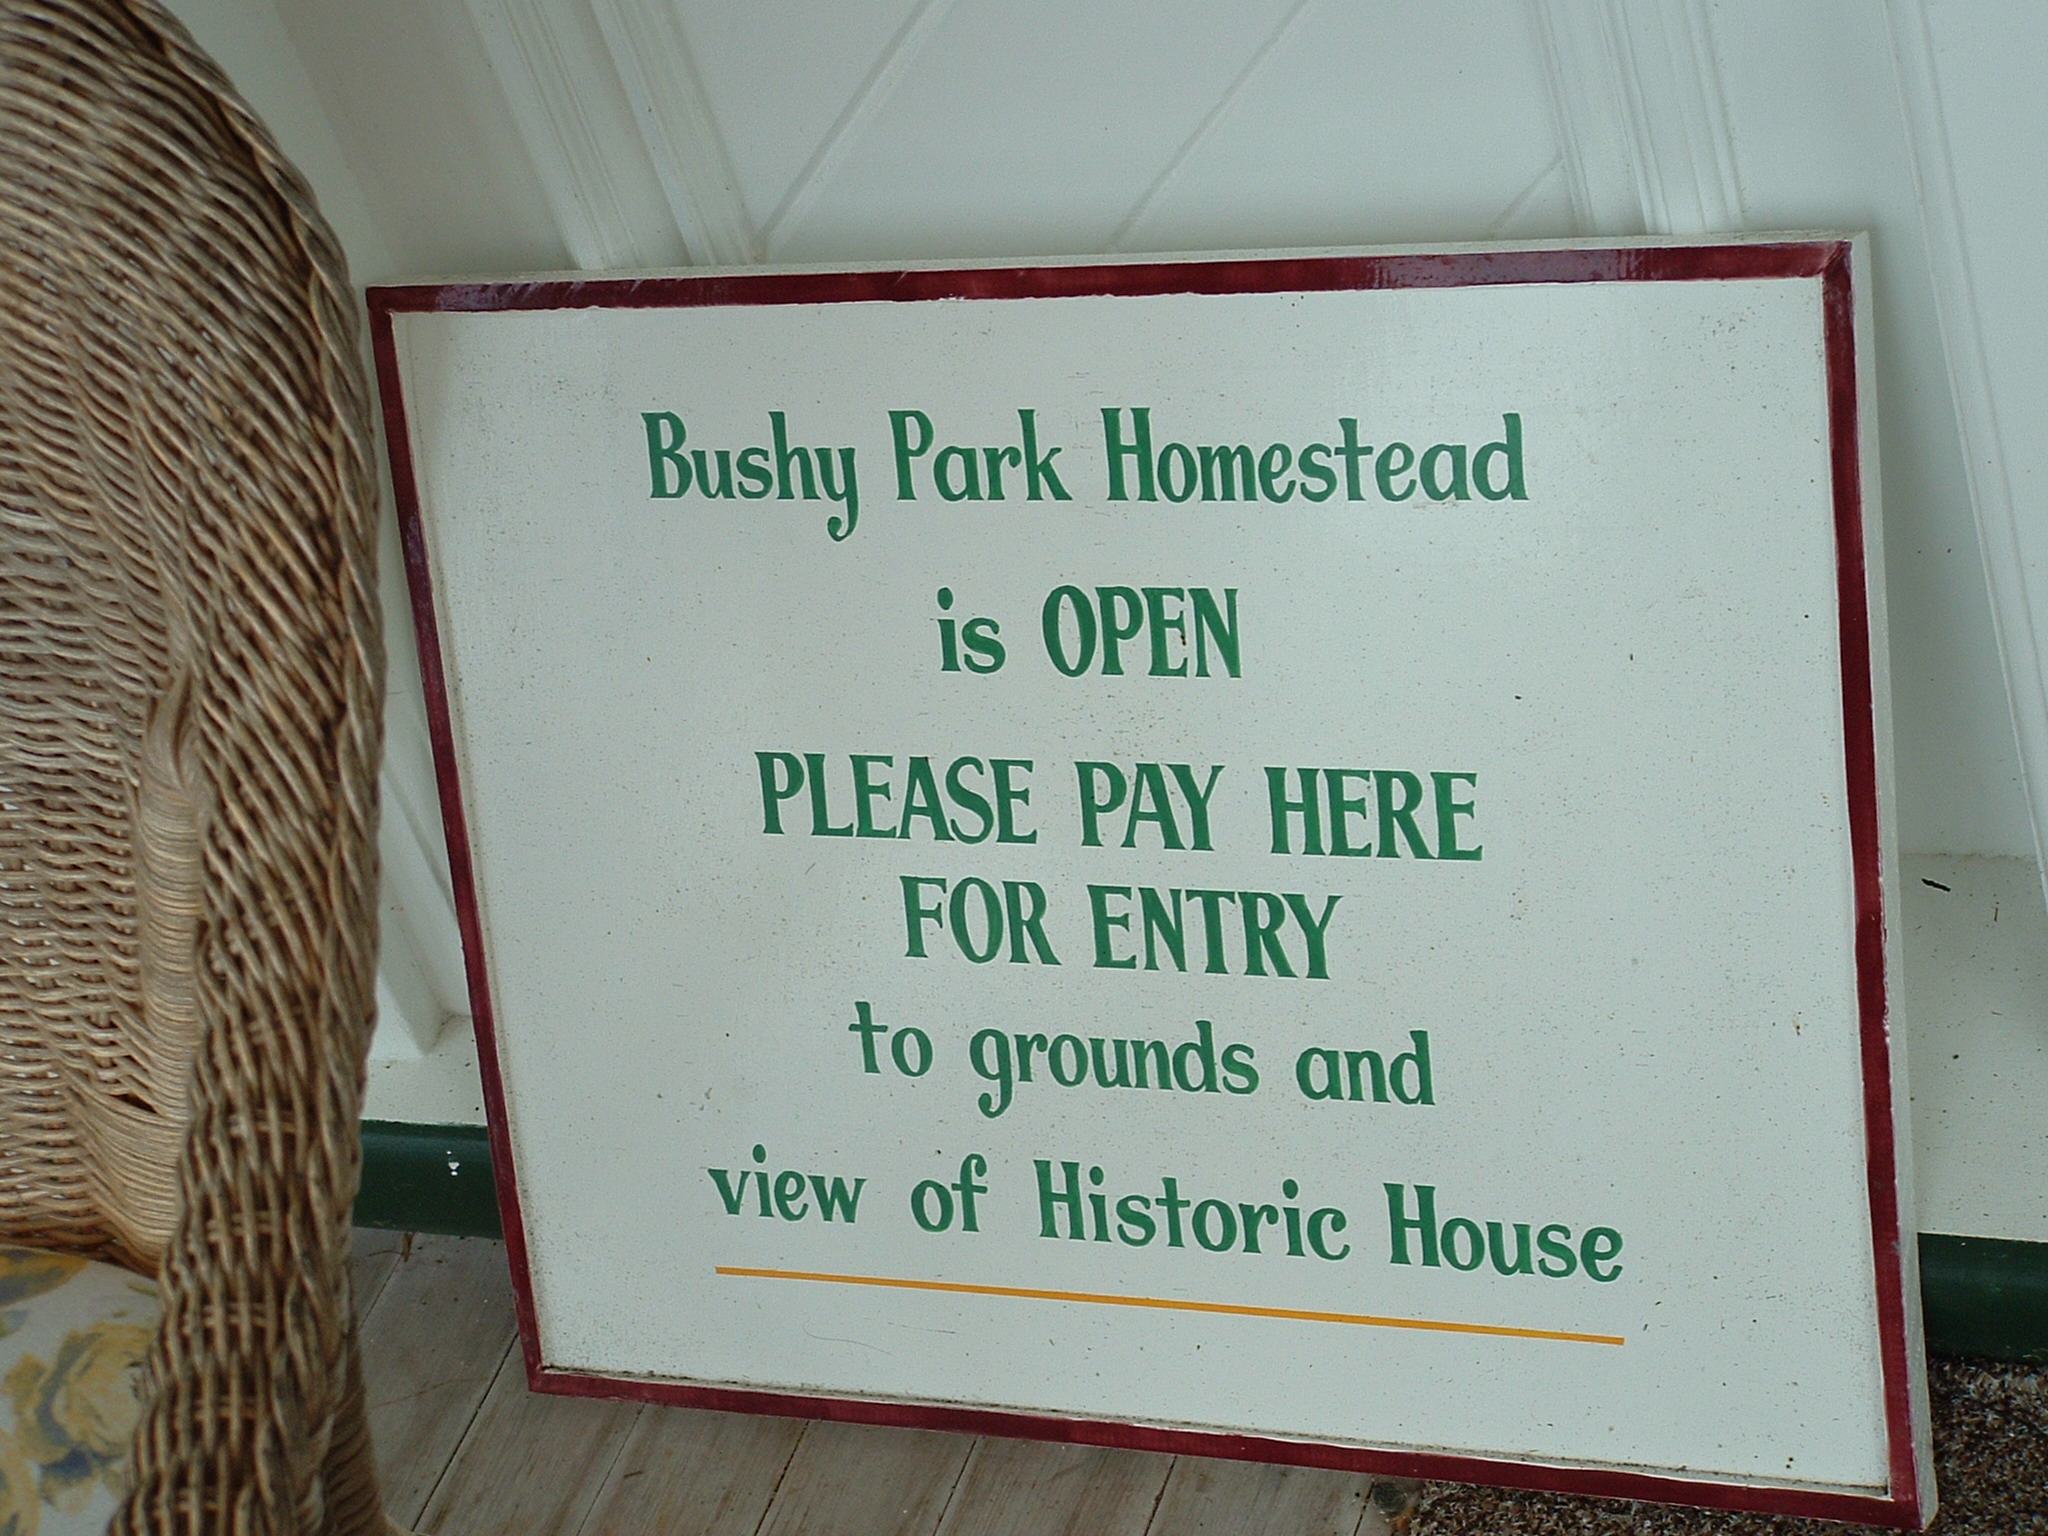 Bushy Park Homestead
is OPEN
PLEASE PAY HERE
FOR ENTRY
to grounds and
view of Historic House